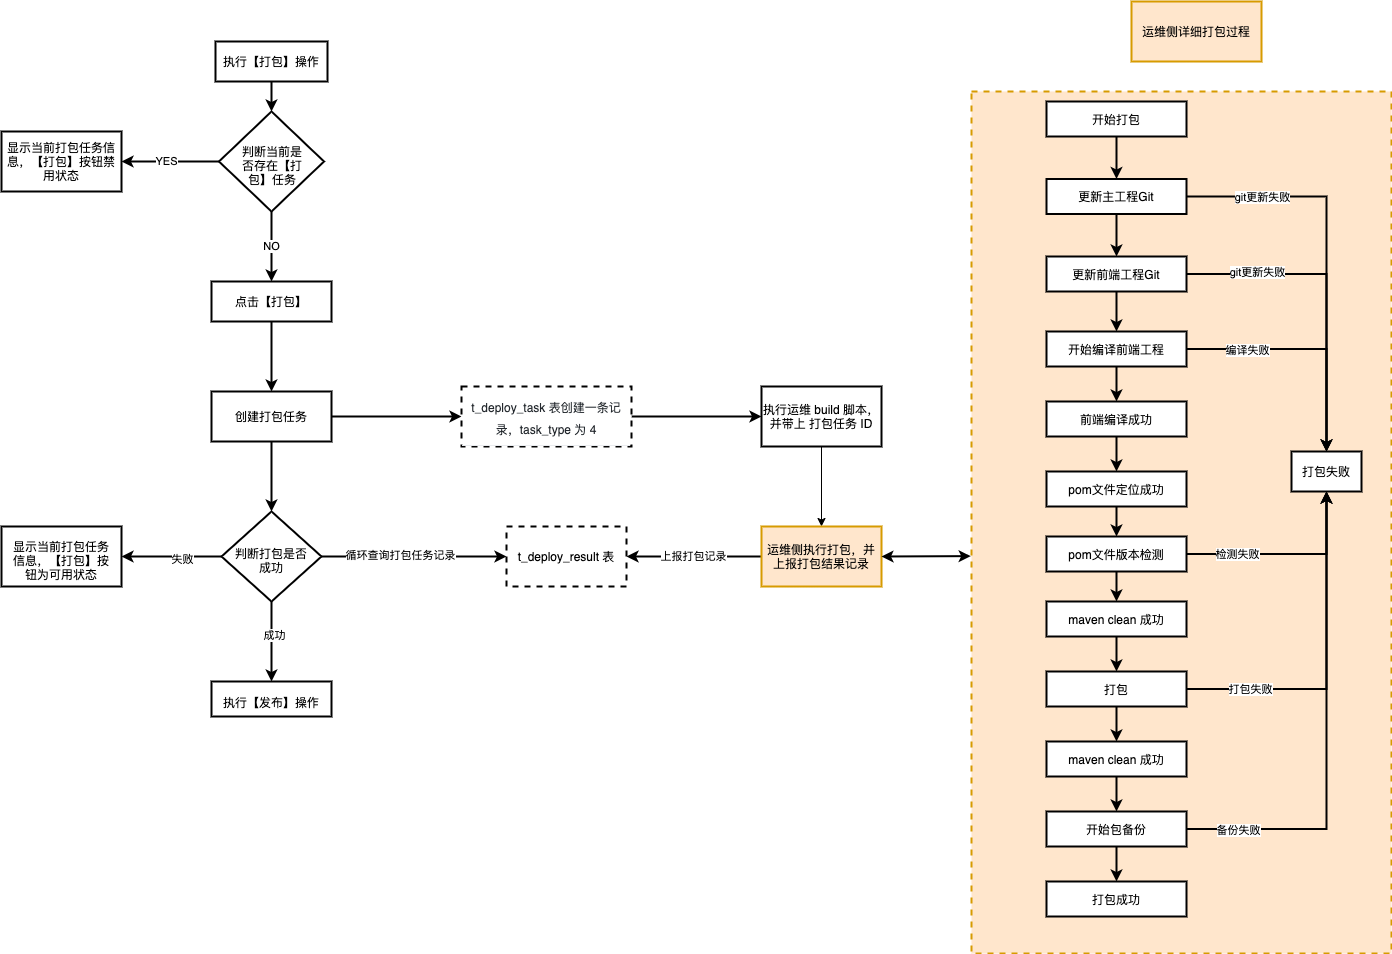 运维侧详细打包过程
执行【打包】操作
判断当前是
否存在【打
包】任务
YES
显示当前打包任务信
息，【打包】按钮禁
用状态
NO
点击【打包】
创建打包任务
t_deploy_task 表创建一条记
录，task_type 为 4
执行运维 build 脚本，
并带上 打包任务 ID
判断打包是否
成功
失败
显示当前打包任务
信息，【打包】按
钮为可用状态
循环查询打包任务记录
t_deploy_result 表
上报打包记录
运维侧执行打包，并
上报打包结果记录
成功
执行【发布】操作
开始打包
更新主工程Git
git更新失败
更新前端工程Git
git更新失败
开始编译前端工程
编译失败
前端编译成功
打包失败
pom文件定位成功
pom文件版本检测
检测失败
maven clean 成功
打包
打包失败
maven clean 成功
开始包备份
备份失败
打包成功